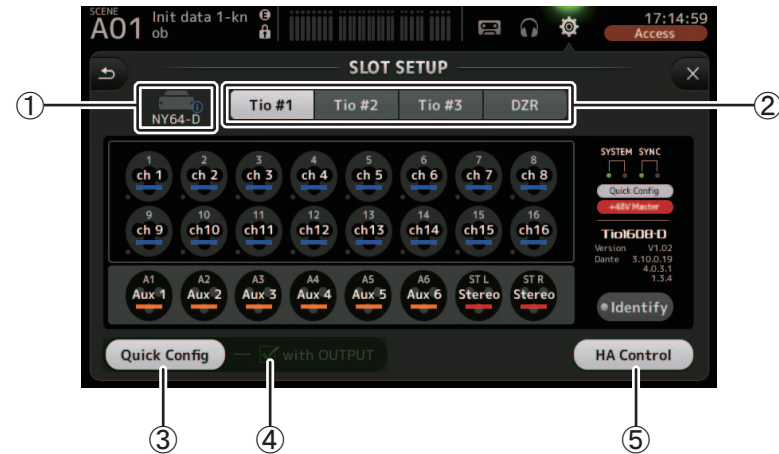 SCENE
A01 Init data 1-kn ob E 17:14:59
Access
SLOT SETUP
① NY64-D Tio #1 Tio #2 Tio #3 DZR ②
1 2 3 4 5 6 7 8
ch 1 ch 2 ch 3 ch 4 ch 5 ch 6 ch 7 ch 8
9 10 11 12 13 14 15 16
ch 9 ch10 ch11 ch12 ch13 ch14 ch15 ch16
A1 A2 A3 A4 A5 A6 ST L ST R
Aux 1 Aux 2 Aux 3 Aux 4 Aux 5 Aux 6 Stereo Stereo
SYSTEM SYNC
Quick Config
+48V Master
Tio1608-D
Version V1.02
Dante 3.10.0.19
4.0.3.1
1.3.4
Identify
Quick Config with OUTPUT HA Control
③ ④ ⑤